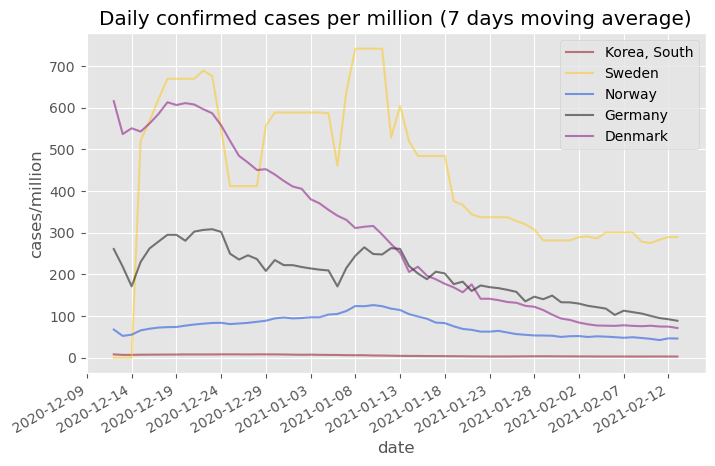 Daily confirmed cases per million (7 days moving average)
Korea, South
Sweden
Norway
Germany
Denmark
cases/million
700
600
500
400
300
200
100
0
2020-12-09
2020-12-14
2020-12-19
2020-12-24
2020-12-29
2021-01-03
2021-01-08
2021-01-13
2021-01-18
2021-01-23
2021-01-28
2021-02-02
2021-02-07
2021-02-12
date